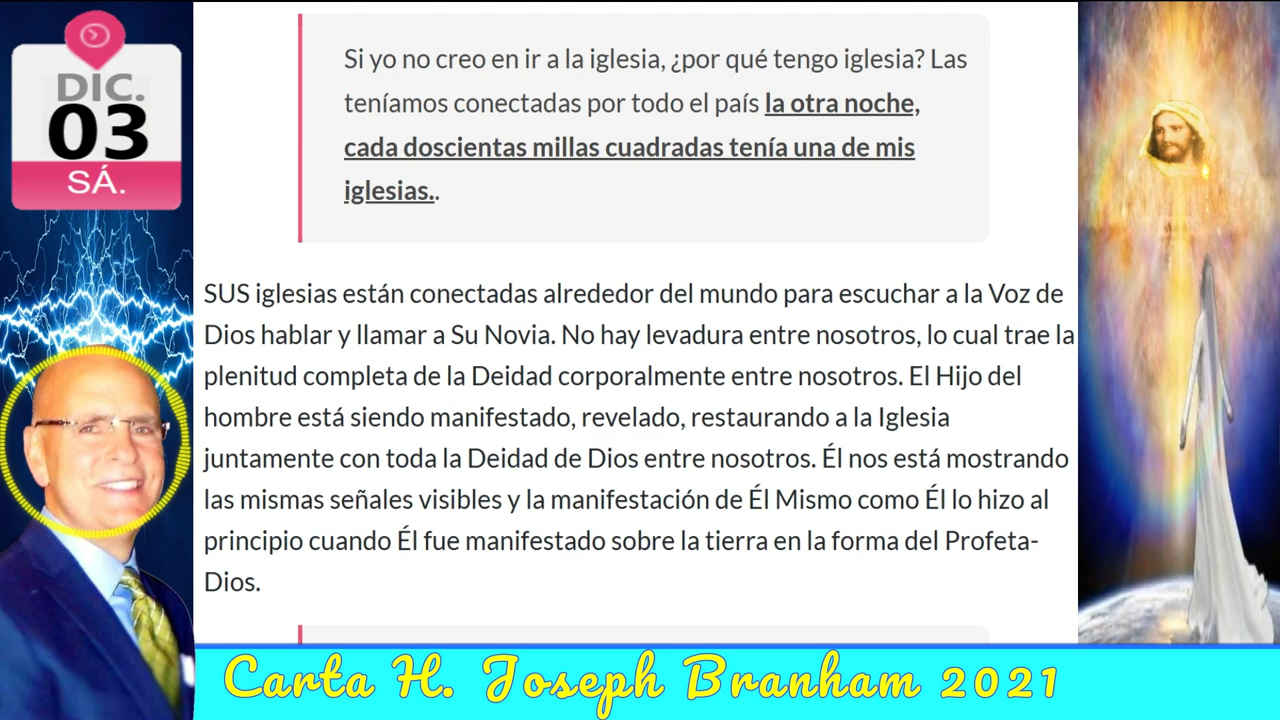 DIC.
03
SÁ.
Si yo no creo en ir a la iglesia, ¿por qué tengo iglesia? Las
teníamos conectadas por todo el país la otra noche,
cada doscientas millas cuadradas tenía una de mis
iglesias..
SUS iglesias están conectadas alrededor del mundo para escuchar a la Voz de
Dios hablar y llamar a Su Novia. No hay levadura entre nosotros, lo cual trae la
plenitud completa de la Deidad corporalmente entre nosotros. El Hijo del
hombre está siendo manifestado, revelado, restaurando a la Iglesia
juntamente con toda la Deidad de Dios entre nosotros. Él nos está mostrando
las mismas señales visibles y la manifestación de Él Mismo como Él lo hizo al
principio cuando Él fue manifestado sobre la tierra en la forma del Profeta-
Dios.
Carta H. Joseph Branham 2021